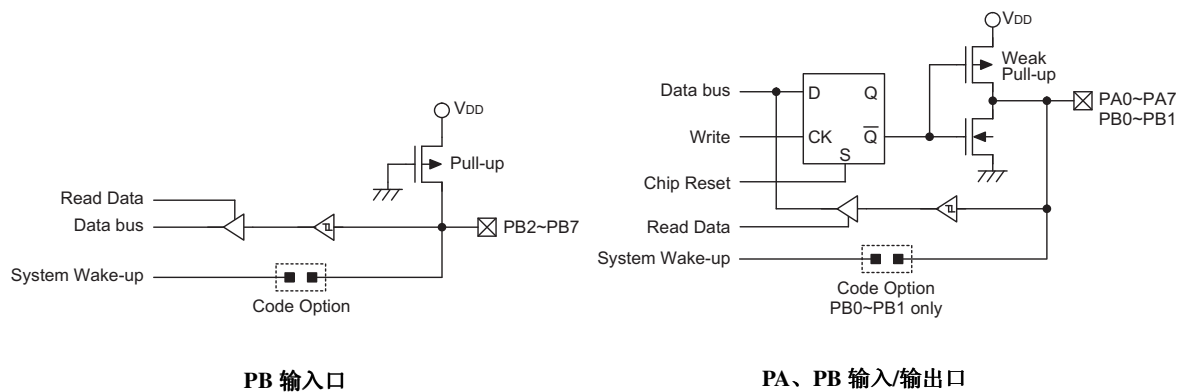 VDD
Pull-up
Read Data
Data bus
PB2~PB7
System Wake-up
Code Option
PB 输入口
VDD
Weak
Pull-up
Data bus
D
Q
PA0~PA7
PB0~PB1
Write
CK
Q
S
Chip Reset
Read Data
System Wake-up
Code Option
PB0~PB1 only
PA、PB 输入/输出口